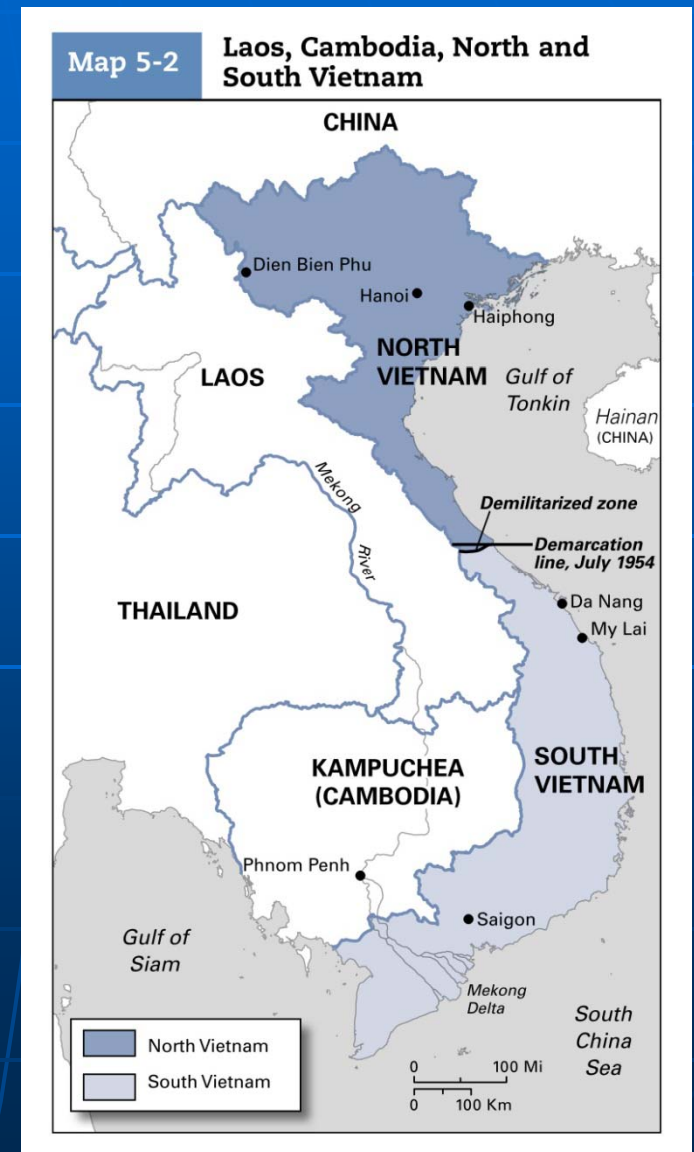 Map 5-2
Laos, Cambodia, North and
South Vietnam
CHINA
Dien Bien Phu
Hanoi
Haiphong
NORTH
VIETNAM
LAOS
Gulf of
Tonkin
Hainan
(CHINA)
Mekong
River
Demilitarized zone
Demarcation
line, July 1954
THAILAND
Da Nang
My Lai
KAMPUCHEA
(CAMBODIA)
SOUTH
VIETNAM
Phnom Penh
Saigon
Gulf of
Siam
Mekong
Delta
South
China
Sea
North Vietnam
South Vietnam
0 100 Mi
0 100 Km